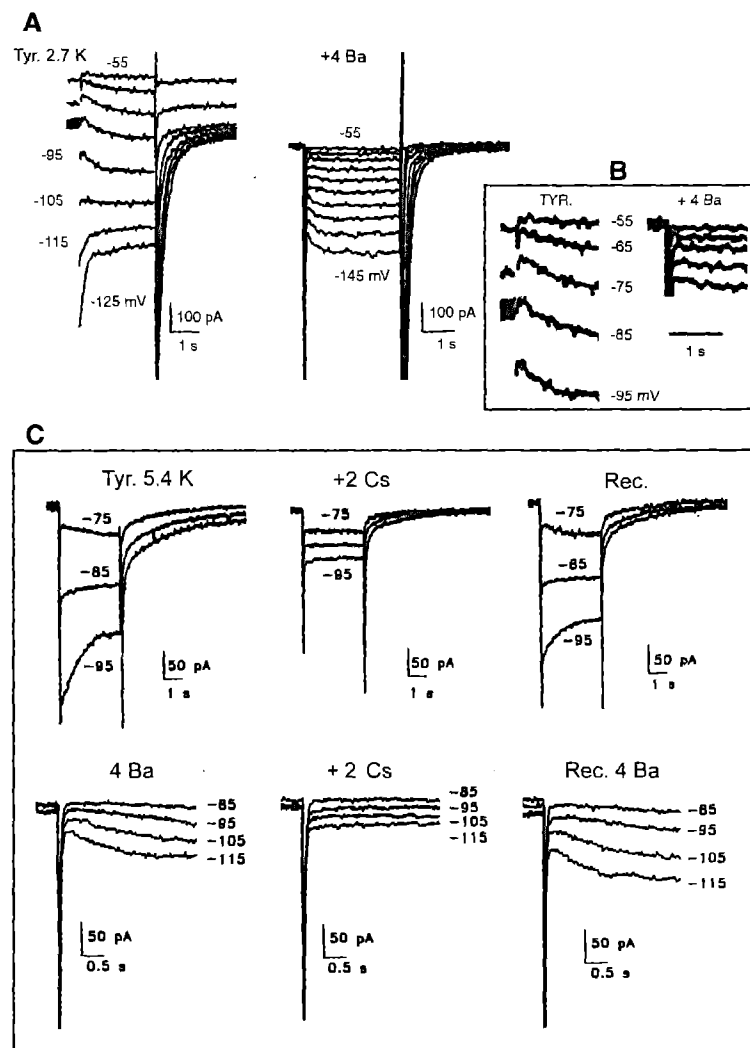 A
Tyr. 2.7 K
-55
-95
-105
-115
-125 mV
100 pA
1 s
+4 Ba
-55
-145 mV
100 pA
1 s
B
TYR.
+ 4 Ba
-55
-65
-75
-85
-95 mV
1 s
C
Tyr. 5.4 K
-75
-85
-95
50 pA
1 s
+2 Cs
-75
-95
50 pA
1 s
Rec.
-75
-85
-95
50 pA
1 s
4 Ba
-85
-95
-105
-115
50 pA
0.5 s
+ 2 Cs
-85
-95
-105
-115
50 pA
0.5 s
Rec. 4 Ba
-85
-95
-105
-115
50 pA
0.5 s